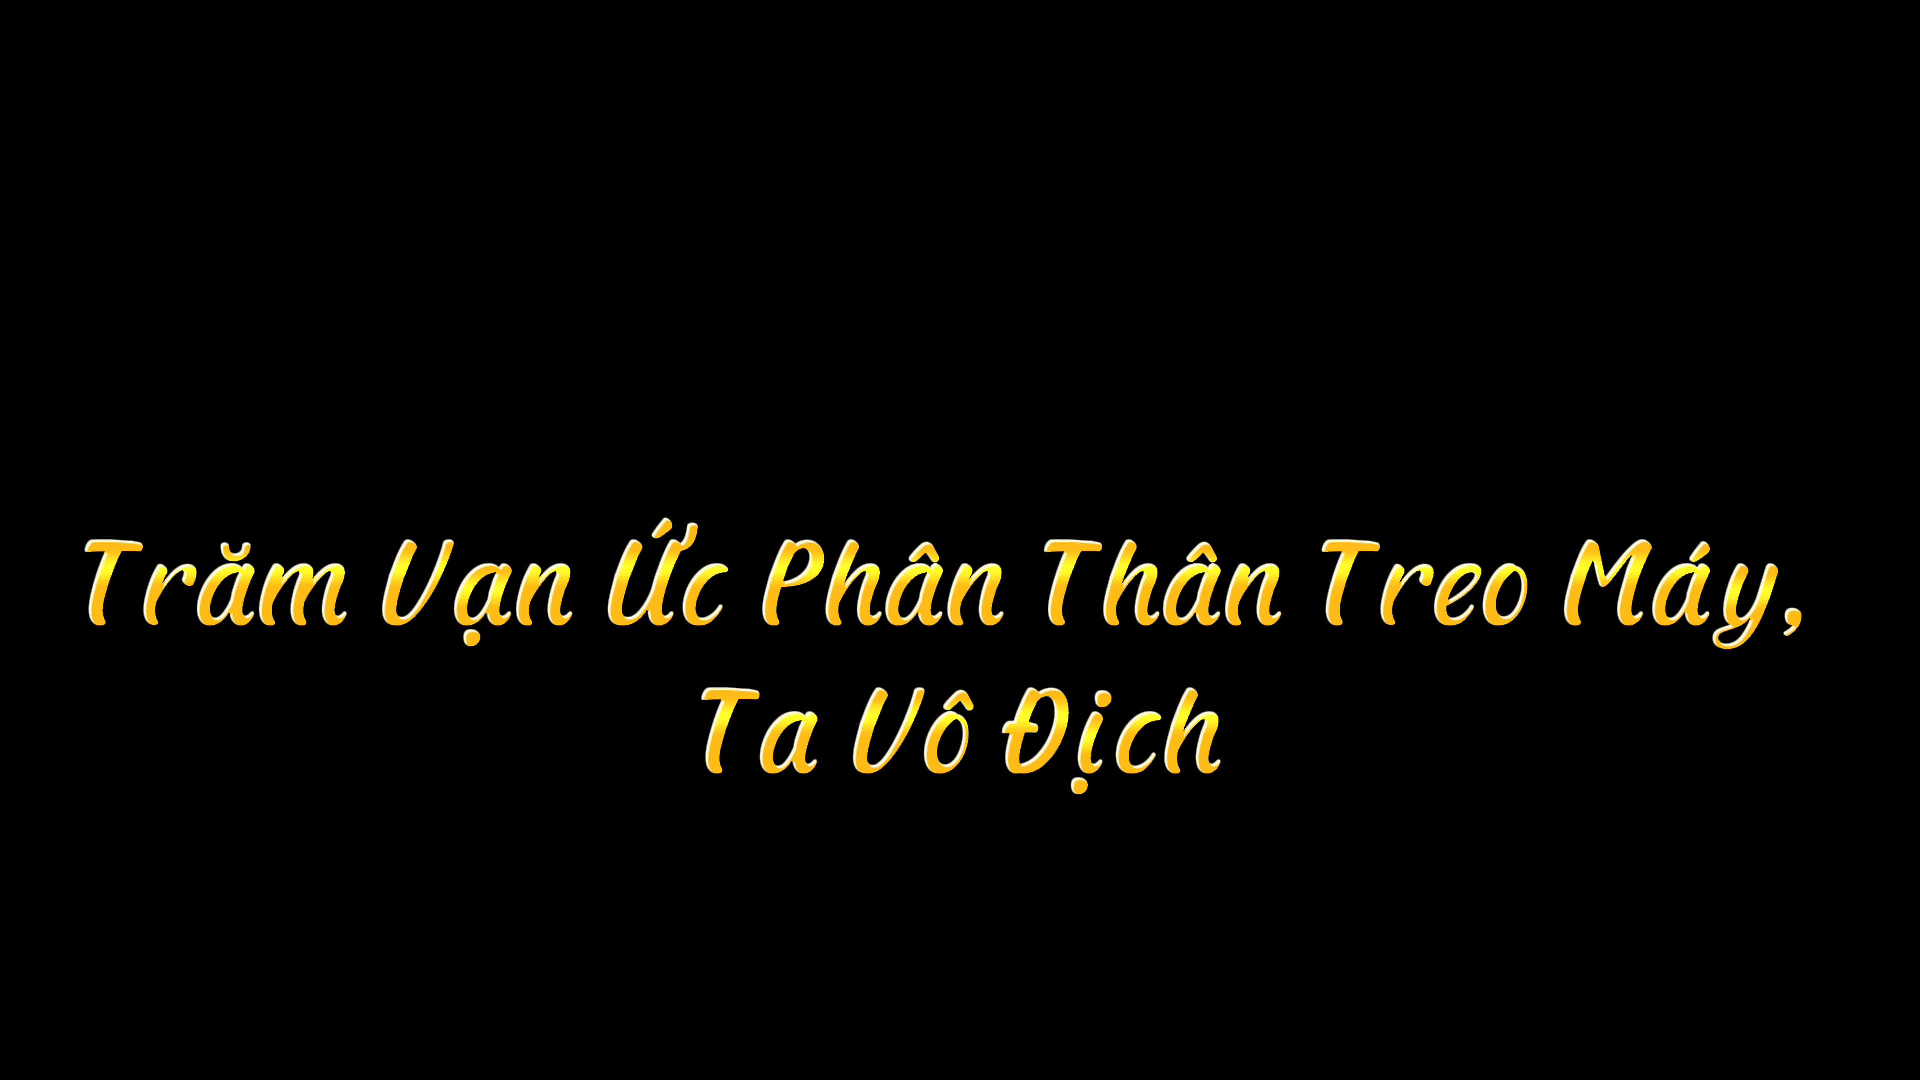 Trăm Vạn Ức Phân Thân Treo Máy,
Ta Vô Địch